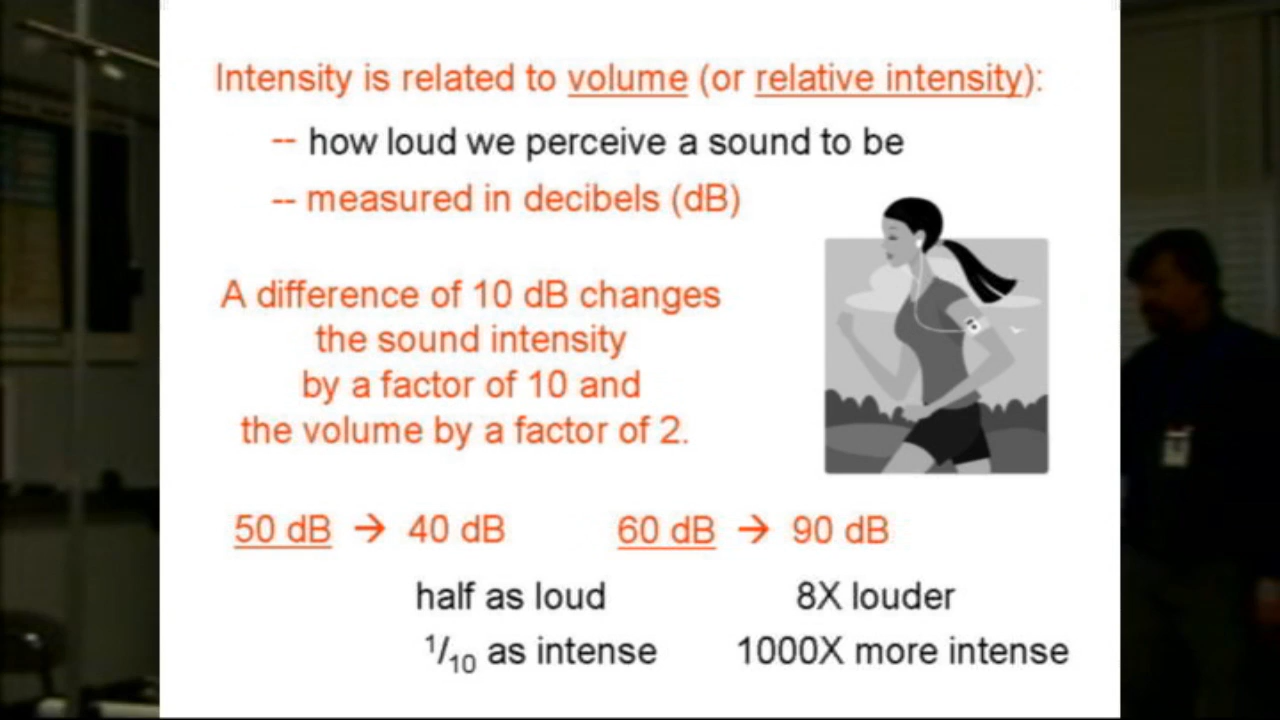 Intensity is related to volume (or relative intensity):
-- how loud we perceive a sound to be
-- measured in decibels (dB)
A difference of 10 dB changes
the sound intensity
by a factor of 10 and
the volume by a factor of 2.
50 dB → 40 dB 60 dB → 90 dB
half as loud 8X louder
1/10 as intense 1000X more intense